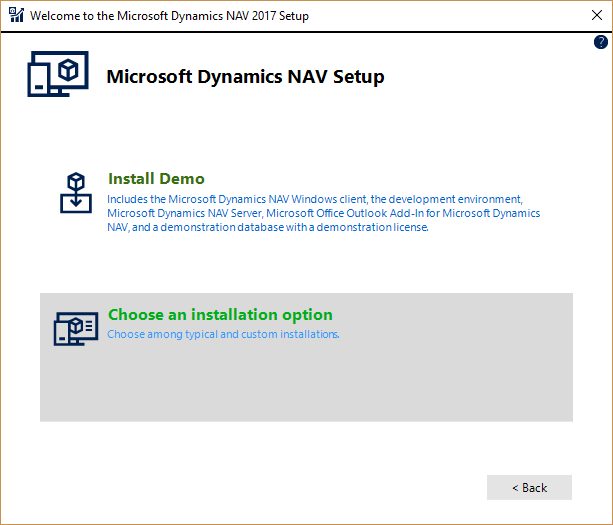 Welcome to the Microsoft Dynamics NAV 2017 Setup
?
Microsoft Dynamics NAV Setup
Install Demo
Includes the Microsoft Dynamics NAV Windows client, the development environment,
Microsoft Dynamics NAV Server, Microsoft Office Outlook Add-In for Microsoft Dynamics
NAV, and a demonstration database with a demonstration license.
Choose an installation option
Choose among typical and custom installations.
< Back